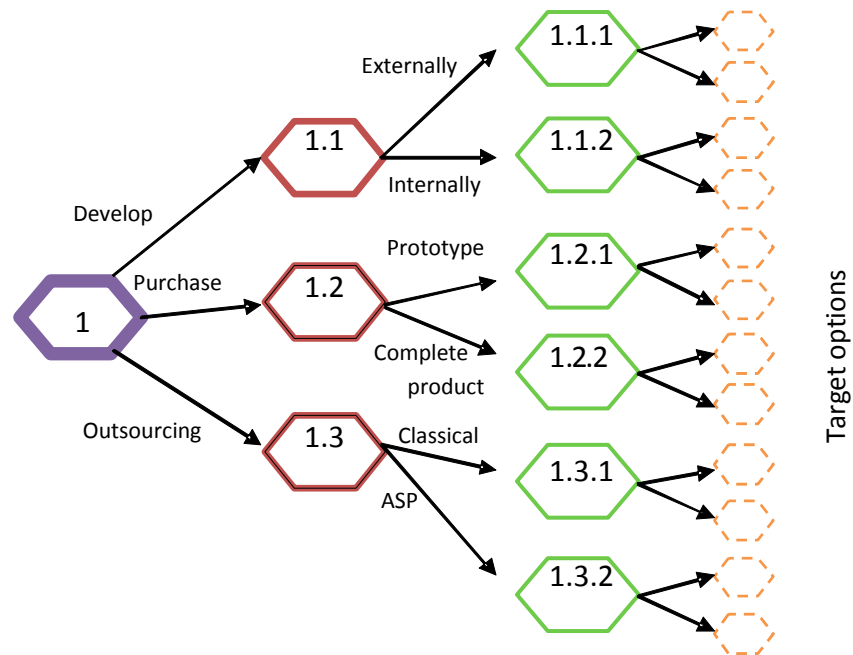 1.1.1
Externally
1.1
1.1.2
Internally
Develop
Prototype
1.2.1
Purchase
1.2
1
Complete
product
1.2.2
Target options
Outsourcing
1.3
Classical
1.3.1
ASP
1.3.2